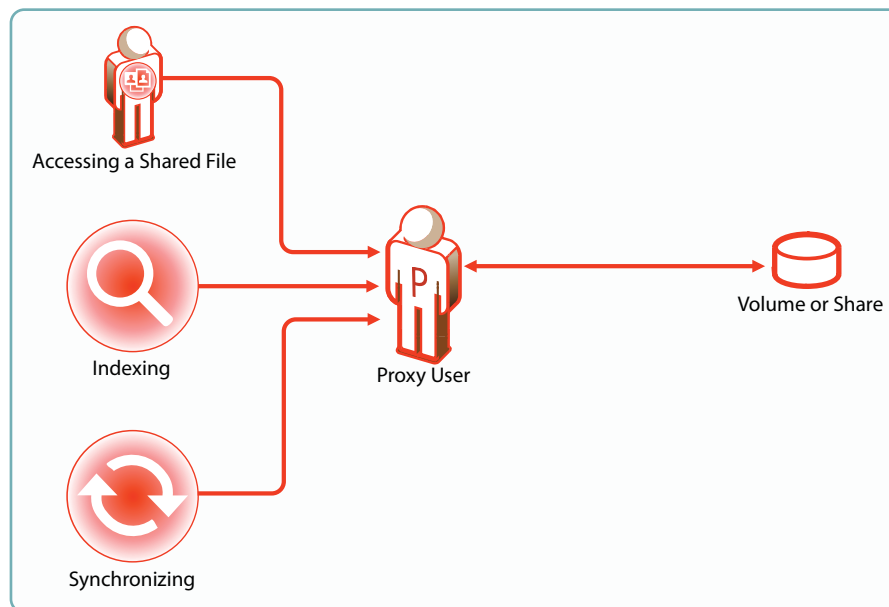 Accessing a Shared File
Indexing
Synchronizing
P
Proxy User
Volume or Share